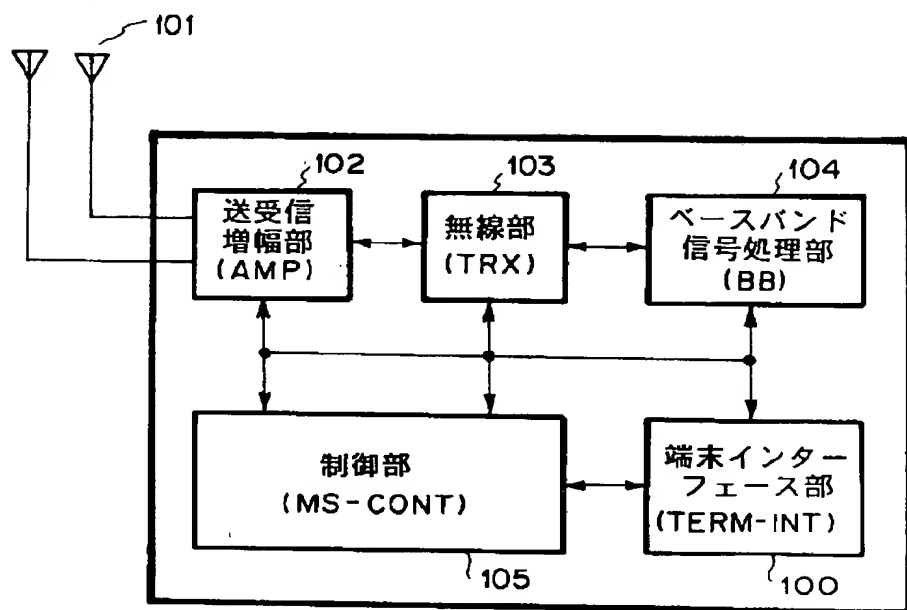 101
102
送受信
増幅部
(AMP)
103
無線部
(TRX)
104
ベースバンド
信号処理部
(BB)
制御部
(MS-CONT)
105
端末インター
フェース部
(TERM-INT)
100